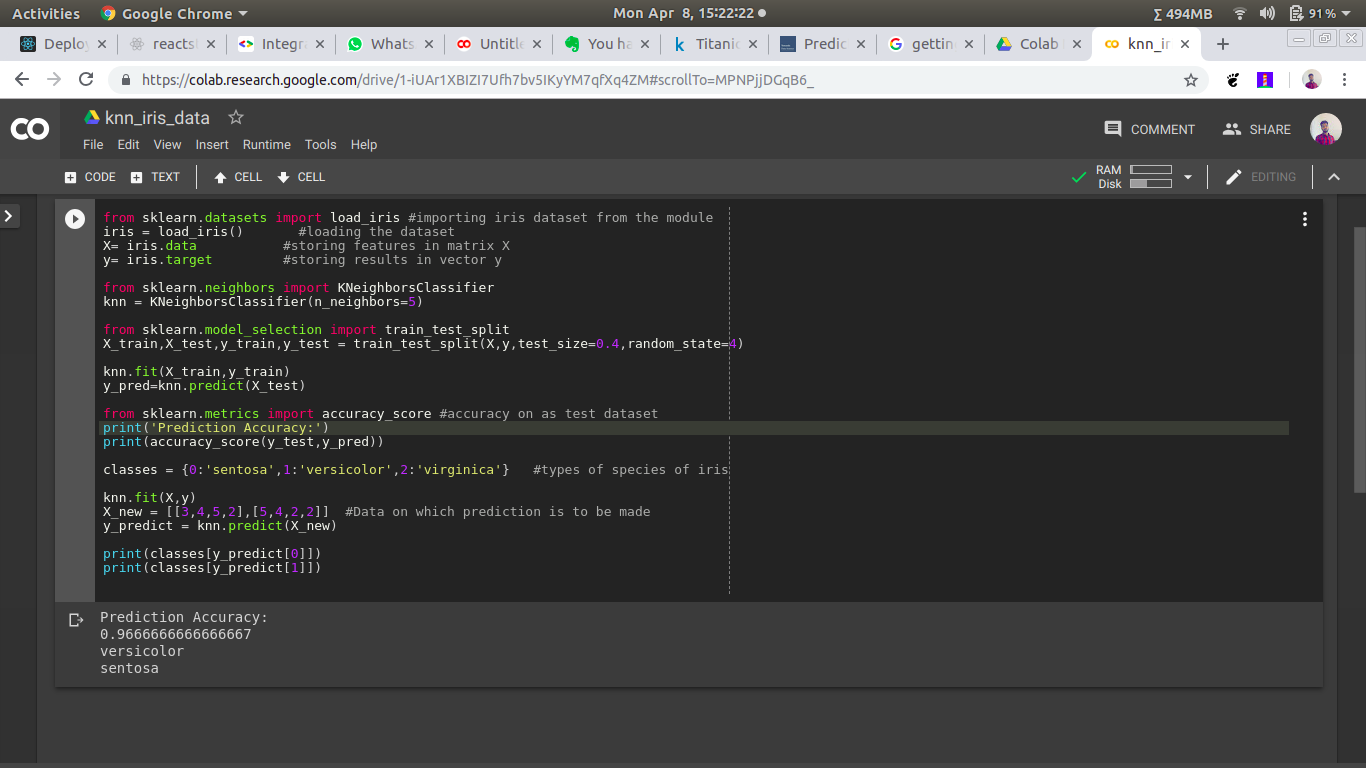 Activities Google Chrome Mon Apr 8, 15:22:22 Σ 494MB 91%
Deploy reacts Integra Whats Untitle You ha Titanic Predic gettin Colab knn_ir
https://colab.research.google.com/drive/1-iUAr1XBIZI7Ufh7bv5IKyYM7qfXq4ZM#scrollTo=MPNPjjDGqB6_
CO knn_iris_data
File Edit View Insert Runtime Tools Help
COMMENT SHARE
CODE TEXT CELL CELL RAM Disk EDITING
from sklearn.datasets import load_iris #importing iris dataset from the module
iris = load_iris()       #loading the dataset
X= iris.data           #storing features in matrix X
y= iris.target         #storing results in vector y
from sklearn.neighbors import KNeighborsClassifier
knn = KNeighborsClassifier(n_neighbors=5)
from sklearn.model_selection import train_test_split
X_train,X_test,y_train,y_test = train_test_split(X,y,test_size=0.4,random_state=4)
knn.fit(X_train,y_train)
y_pred=knn.predict(X_test)
from sklearn.metrics import accuracy_score #accuracy on as test dataset
print('Prediction Accuracy:')
print(accuracy_score(y_test,y_pred))
classes = {0:'sentosa',1:'versicolor',2:'virginica'}   #types of species of iris
knn.fit(X,y)
X_new = [[3,4,5,2],[5,4,2,2]]  #Data on which prediction is to be made
y_predict = knn.predict(X_new)
print(classes[y_predict[0]])
print(classes[y_predict[1]])
Prediction Accuracy:
0.9666666666666667
versicolor
sentosa